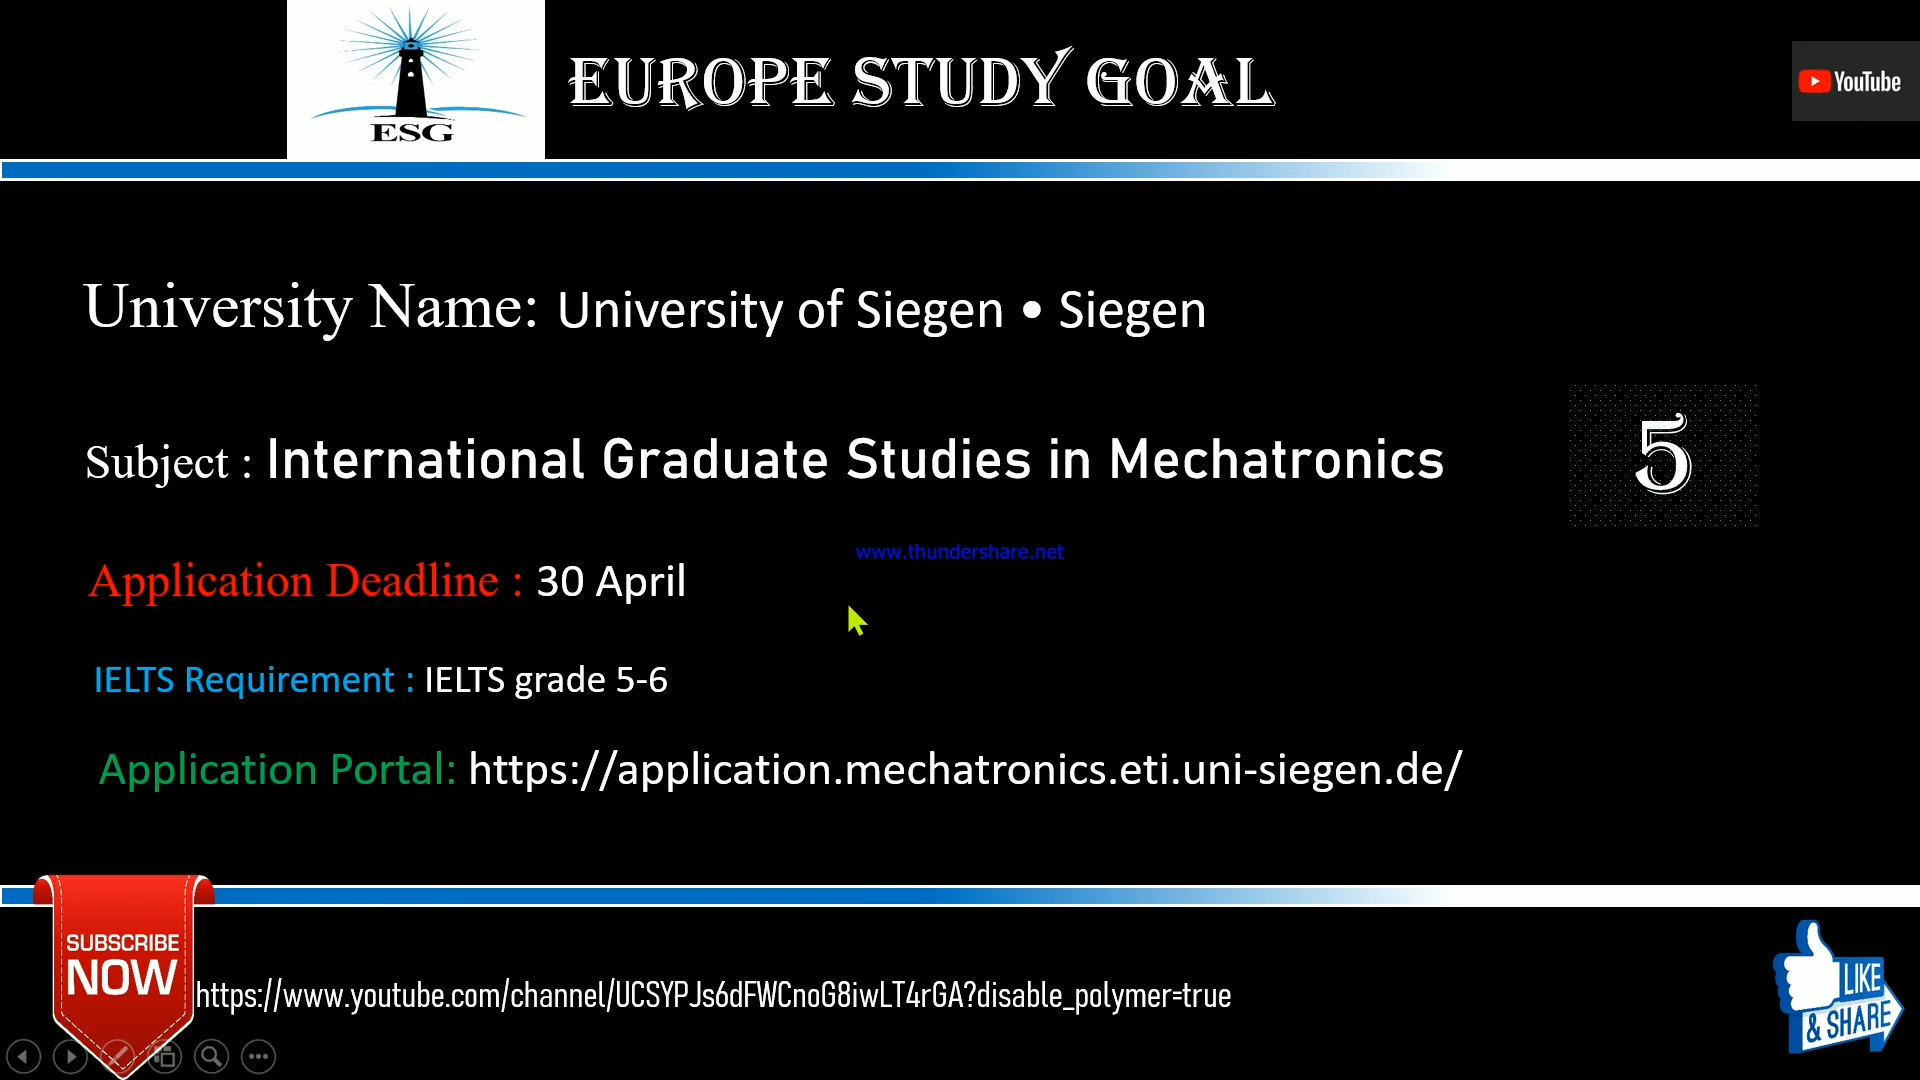 ESG
EUROPE STUDY GOAL
YouTube
University Name: University of Siegen • Siegen
Subject : International Graduate Studies in Mechatronics
5
www.thundershare.net
Application Deadline : 30 April
IELTS Requirement : IELTS grade 5-6
Application Portal: https://application.mechatronics.eti.uni-siegen.de/
SUBSCRIBE
NOW
https://www.youtube.com/channel/UCSYPJs6dFWCnoG8iwLT4rGA?disable_polymer=true
LIKE
& SHARE